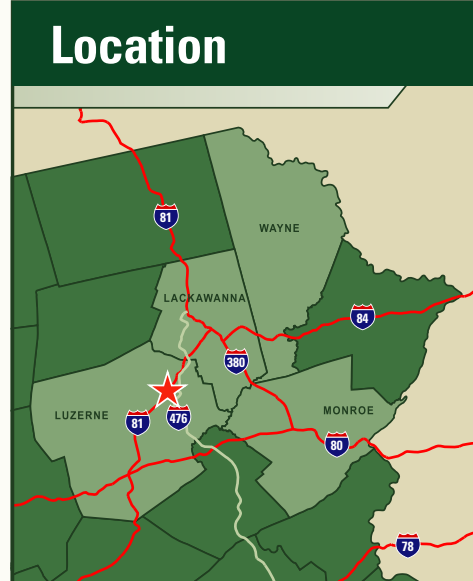 Location
81
WAYNE
LACKAWANNA
84
380
LUZERNE
81
476
MONROE
80
78